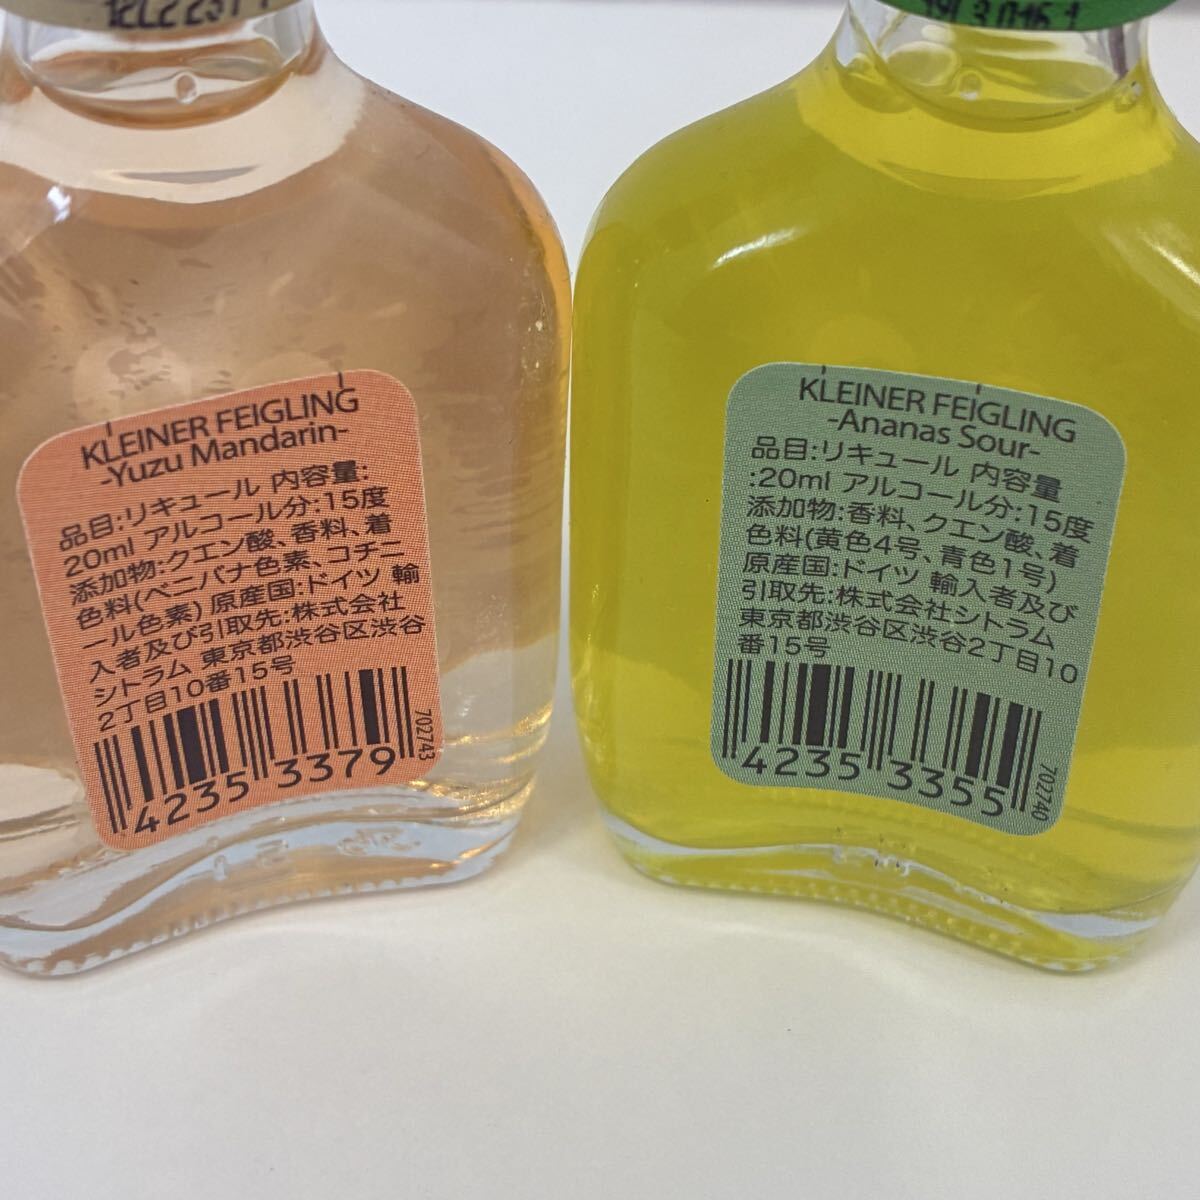 KLEINER FEIGLING
-Yuzu Mandarin-
品目:リキュール 内容量:
20ml アルコール分:15度
添加物:クエン酸、香料、着
色料(ベニバナ色素、コチニ
ール色素) 原産国:ドイツ 輸
入者及び引取先:株式会社
シトラム 東京都渋谷区渋谷
2丁目10番15号
702743
4235 3379
KLEINER FEIGLING
-Ananas Sour-
品目:リキュール 内容量
:20ml アルコール分:15度
添加物:香料、クエン酸、着
色料(黄色4号、青色1号)
原産国:ドイツ 輸入者及び
引取先:株式会社シトラム
東京都渋谷区渋谷2丁目10
番15号
702740
4235 3355